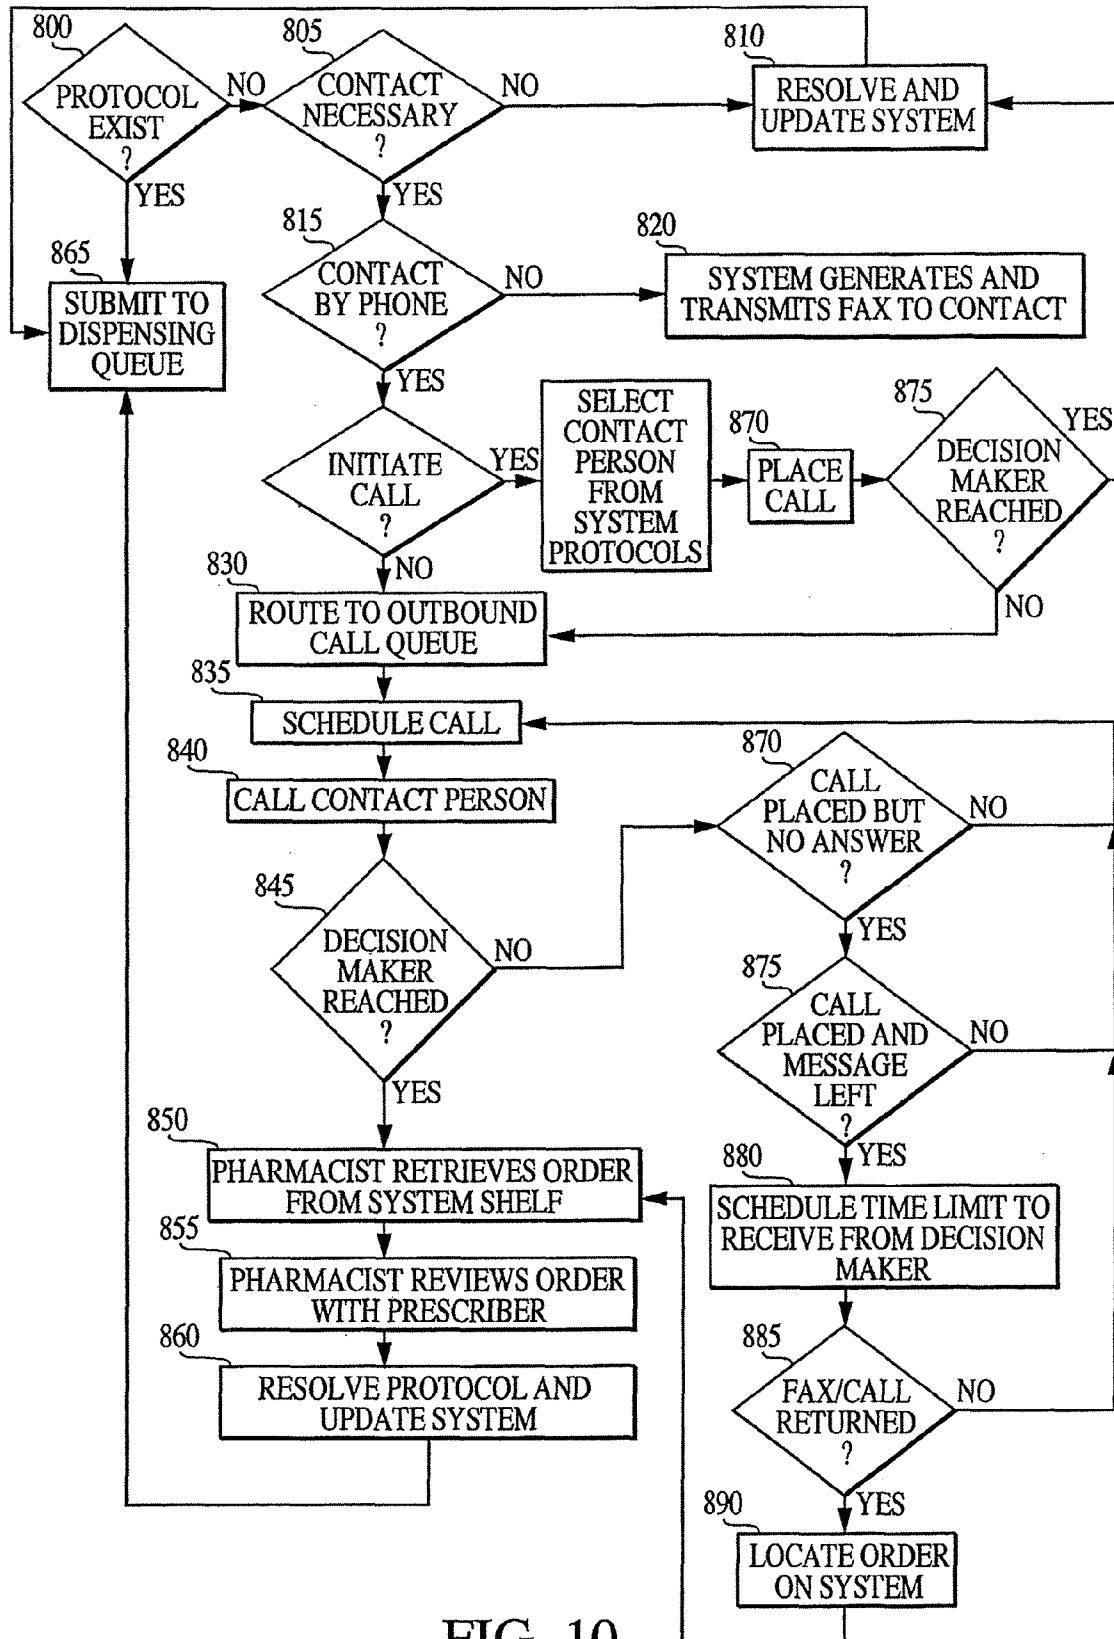 800
PROTOCOL
EXIST
?
NO
YES
805
CONTACT
NECESSARY
?
NO
YES
810
RESOLVE AND
UPDATE SYSTEM
865
SUBMIT TO
DISPENSING
QUEUE
815
CONTACT
BY PHONE
?
NO
YES
820
SYSTEM GENERATES AND
TRANSMITS FAX TO CONTACT
INITIATE
CALL
?
YES
NO
SELECT
CONTACT
PERSON
FROM
SYSTEM
PROTOCOLS
870
PLACE
CALL
875
DECISION
MAKER
REACHED
?
YES
NO
830
ROUTE TO OUTBOUND
CALL QUEUE
835
SCHEDULE CALL
840
CALL CONTACT PERSON
845
DECISION
MAKER
REACHED
?
NO
YES
870
CALL
PLACED BUT
NO ANSWER
?
NO
YES
875
CALL
PLACED AND
MESSAGE
LEFT
?
NO
YES
850
PHARMACIST RETRIEVES ORDER
FROM SYSTEM SHELF
855
PHARMACIST REVIEWS ORDER
WITH PRESCRIBER
860
RESOLVE PROTOCOL AND
UPDATE SYSTEM
880
SCHEDULE TIME LIMIT TO
RECEIVE FROM DECISION
MAKER
885
FAX/CALL
RETURNED
?
NO
YES
890
LOCATE ORDER
ON SYSTEM
FIG. 10